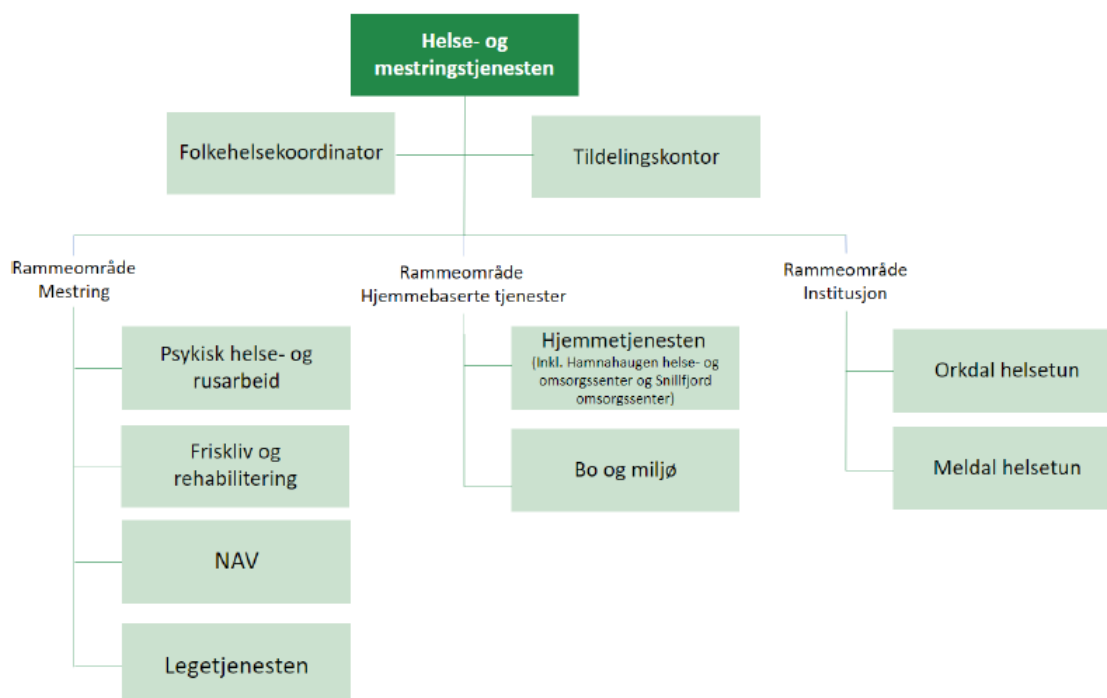 Helse- og
mestringstjenesten
Folkehelsekoordinator
Tildelingskontor
Rammeområde
Mestring
Psykisk helse- og
rusarbeid
Friskliv og
rehabilitering
NAV
Legetjenesten
Rammeområde
Hjemmebaserte tjenester
Hjemmetjenesten
(Inkl. Hamnahaugen helse- og
omsorgssenter og Snillfjord
omsorgssenter)
Bo og miljø
Rammeområde
Institusjon
Orkdal helsetun
Meldal helsetun